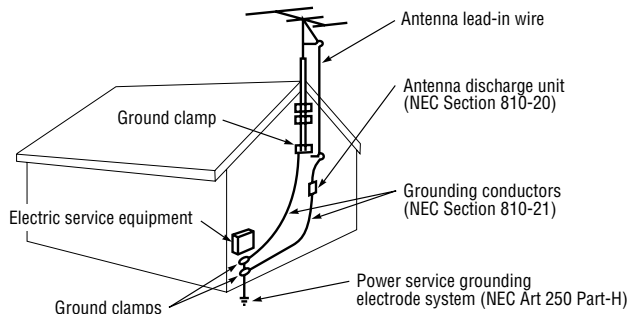 Antenna lead-in wire
Antenna discharge unit
(NEC Section 810-20)
Ground clamp
Grounding conductors
(NEC Section 810-21)
Electric service equipment
Power service grounding
electrode system (NEC Art 250 Part-H)
Ground clamps